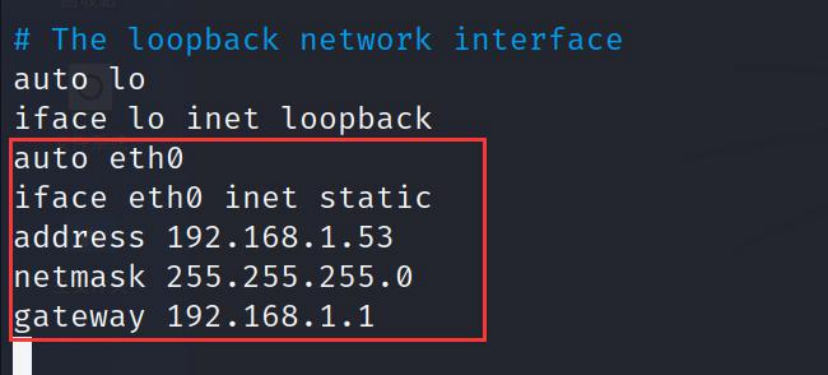 # The loopback network interface
auto lo
iface lo inet loopback
auto eth0
iface eth0 inet static
address 192.168.1.53
netmask 255.255.255.0
gateway 192.168.1.1